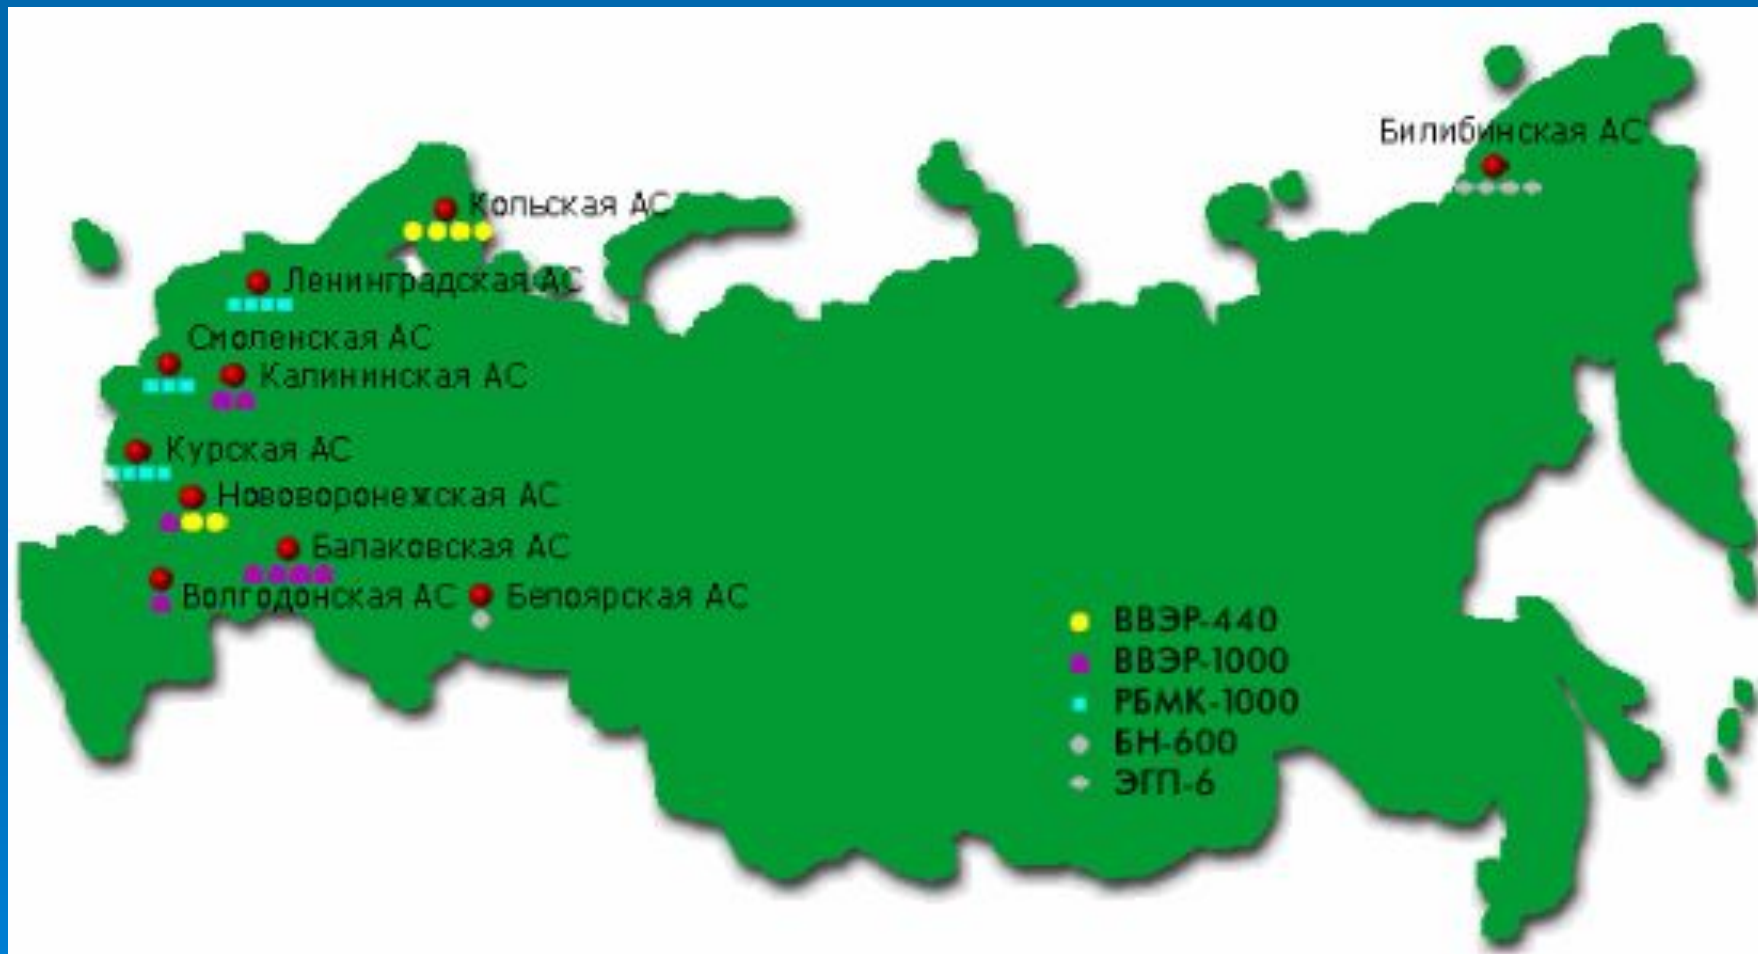 Билибинская АС
Кольская АС
Ленинградская АС
Смоленская АС
Калининская АС
Курская АС
Нововоронежская АС
Балаковская АС
Волгодонская АС
Белоярская АС
ВВЭР-440
ВВЭР-1000
РБМК-1000
БН-600
ЭГП-6